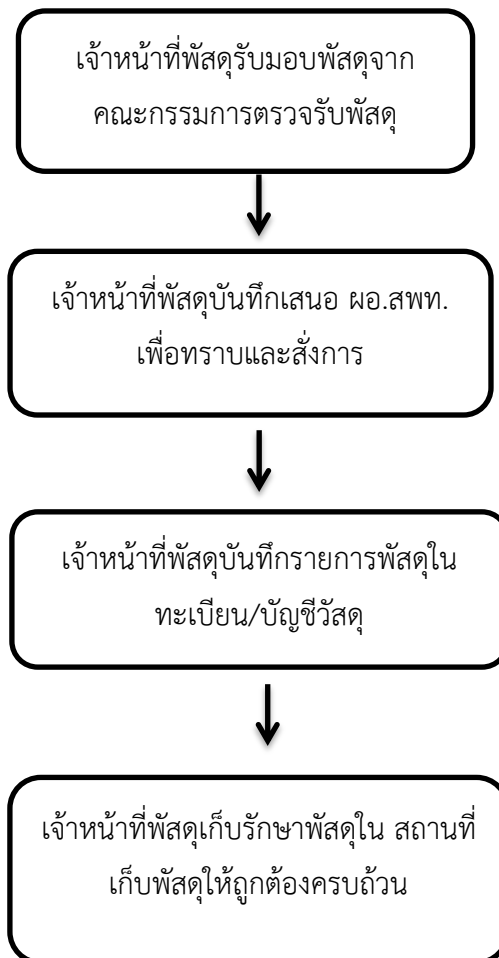 เจ้าหน้าที่พัสดุรับมอบพัสดุจาก
คณะกรรมการตรวจรับพัสดุ
เจ้าหน้าที่พัสดุบันทึกเสนอ ผอ.สพท.
เพื่อทราบและสั่งการ
เจ้าหน้าที่พัสดุบันทึกรายการพัสดุใน
ทะเบียน/บัญชีวัสดุ
เจ้าหน้าที่พัสดุเก็บรักษาพัสดุใน สถานที่
เก็บพัสดุให้ถูกต้องครบถ้วน